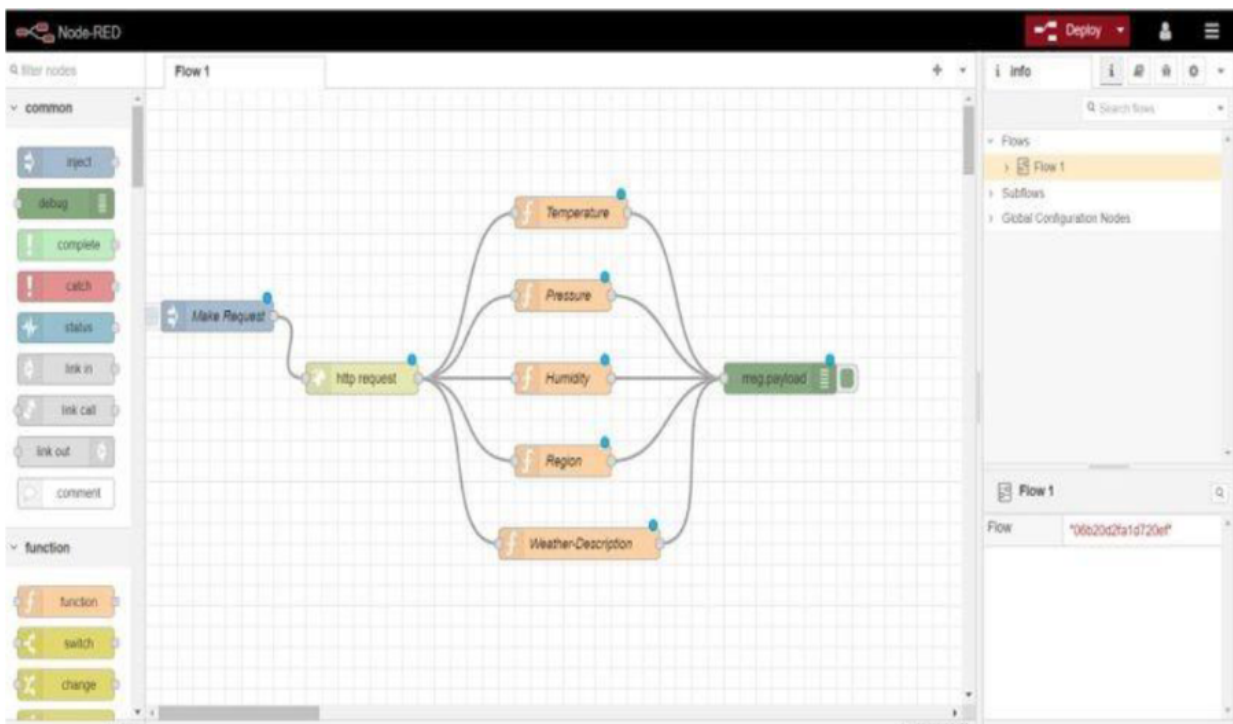 Node-RED
Deploy
filter nodes
Flow 1
info
i
Search flows
common
inject
debug
complete
catch
status
link in
link call
link out
comment
function
function
switch
change
Make Request
http request
Temperature
Pressure
Humidity
Region
Weather-Description
msg.payload
Flows
Flow 1
Subflows
Global Configuration Nodes
Flow 1
Flow
"06b20d2fa1d720ef"